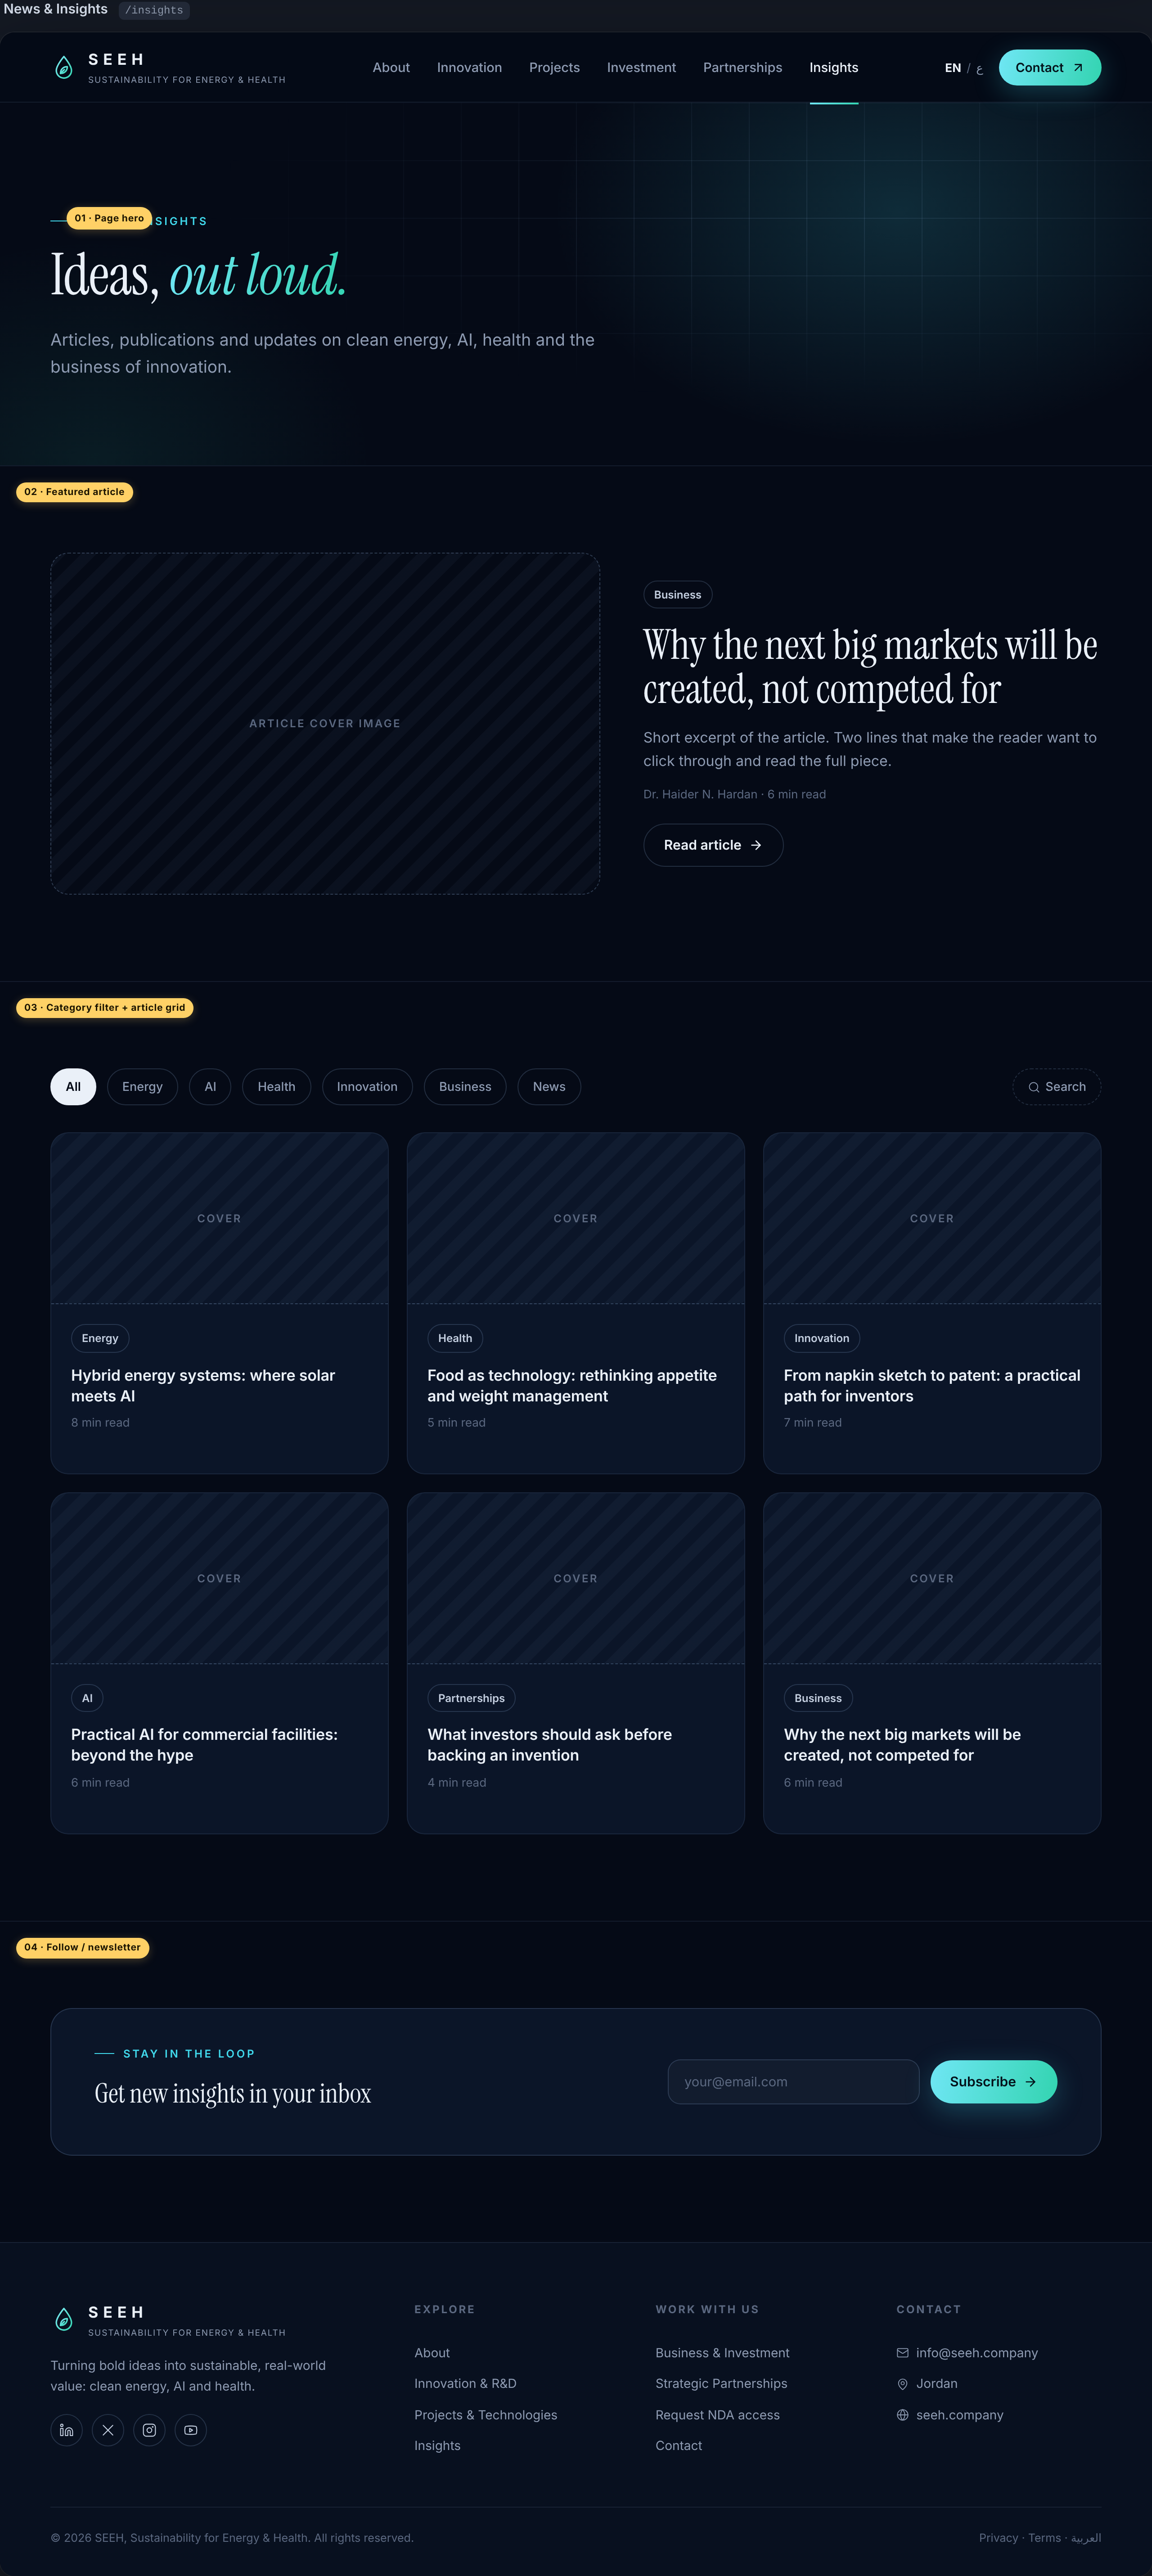 News & Insights /insights
SEEH
SUSTAINABILITY FOR ENERGY & HEALTH
About Innovation Projects Investment Partnerships Insights
EN / ع
Contact
01 · Page hero
SIGHTS
Ideas, out loud.
Articles, publications and updates on clean energy, AI, health and the
business of innovation.
02 · Featured article
ARTICLE COVER IMAGE
Business
Why the next big markets will be
created, not competed for
Short excerpt of the article. Two lines that make the reader want to
click through and read the full piece.
Dr. Haider N. Hardan · 6 min read
Read article
03 · Category filter + article grid
All Energy AI Health Innovation Business News
Search
COVER
Energy
Hybrid energy systems: where solar
meets AI
8 min read
COVER
Health
Food as technology: rethinking appetite
and weight management
5 min read
COVER
Innovation
From napkin sketch to patent: a practical
path for inventors
7 min read
COVER
AI
Practical AI for commercial facilities:
beyond the hype
6 min read
COVER
Partnerships
What investors should ask before
backing an invention
4 min read
COVER
Business
Why the next big markets will be
created, not competed for
6 min read
04 · Follow / newsletter
STAY IN THE LOOP
Get new insights in your inbox
your@email.com
Subscribe
SEEH
SUSTAINABILITY FOR ENERGY & HEALTH
Turning bold ideas into sustainable, real-world
value: clean energy, AI and health.
EXPLORE
About
Innovation & R&D
Projects & Technologies
Insights
WORK WITH US
Business & Investment
Strategic Partnerships
Request NDA access
Contact
CONTACT
info@seeh.company
Jordan
seeh.company
© 2026 SEEH, Sustainability for Energy & Health. All rights reserved.
Privacy · Terms · العربية